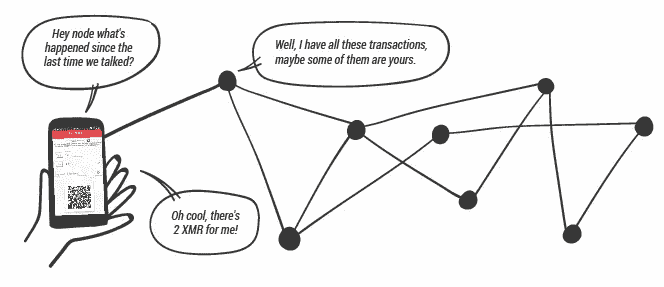 Hey node what's
happened since the
last time we talked?
Well, I have all these transactions,
maybe some of them are yours.
Oh cool, there's
2 XMR for me!